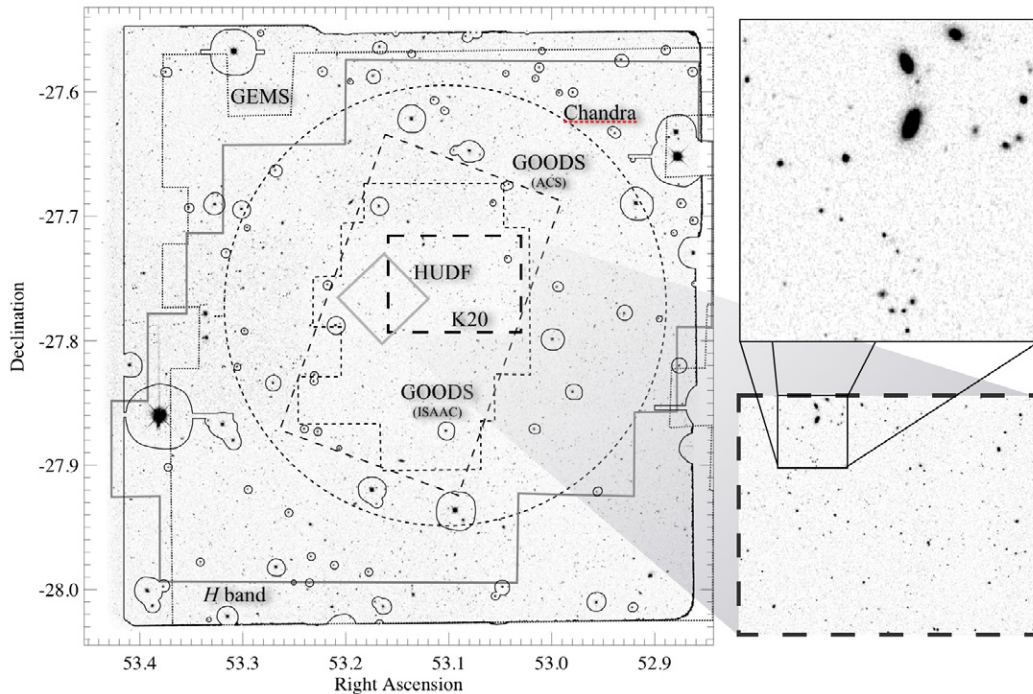 -27.6
-27.7
-27.8
-27.9
-28.0
Declination
GEMS
Chandra
GOODS
(ACS)
HUDF
K20
GOODS
(ISAAC)
H band
53.4
53.3
53.2
53.1
53.0
52.9
Right Ascension